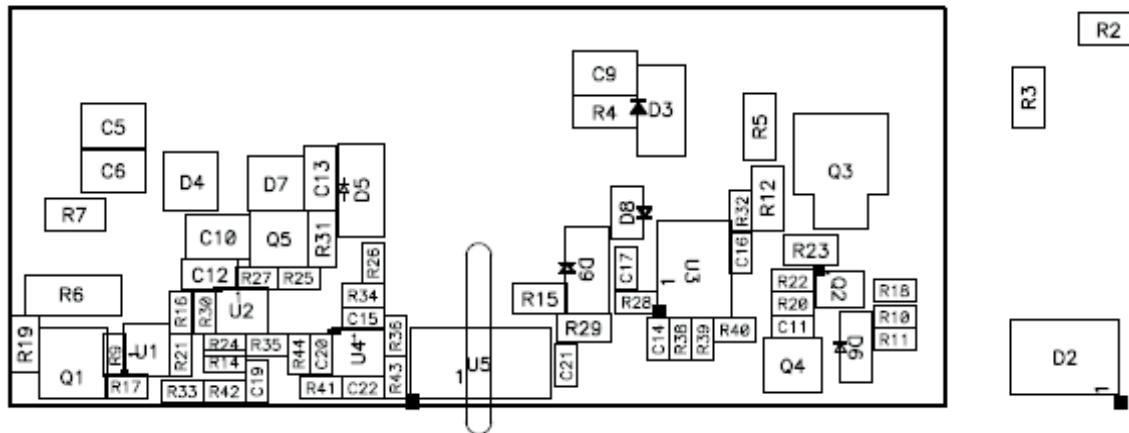 R2
C9
D3
R3
R4
R5
C5
C6
C13
D4
D7
D5
Q3
R12
R7
D8
R32
C10
Q5
R31
R23
C16
D9
C17
U3
1
R26
C12
R27
R25
R22
Q2
R18
R6
R34
R15
R28
R20
R16
R30
1
U2
C15
R10
R29
C14
R38
R39
R40
C11
R19
R36
R11
D6
R9
U1
R21
R24
R35
R44
C20
U4
1
U5
1
C21
Q4
D2
1
Q1
R14
R17
R33
R42
C19
R41
C22
R43